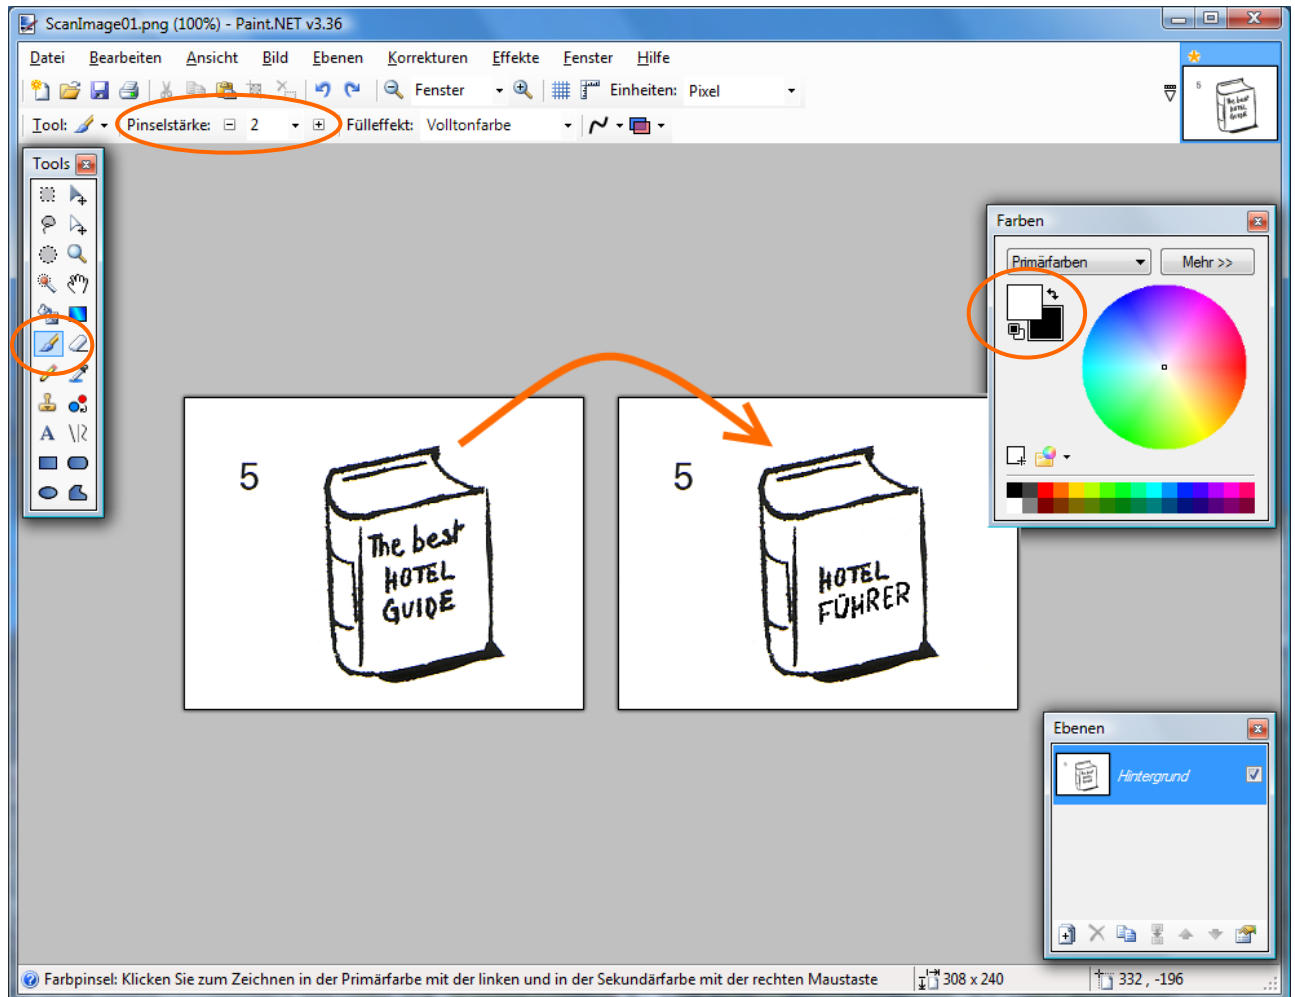 ScanImage01.png (100%) - Paint.NET v3.36
Datei Bearbeiten Ansicht Bild Ebenen Korrekturen Effekte Fenster Hilfe
Fenster Einheiten: Pixel
Tool: Pinselstärke: 2 Fülleffekt: Volltonfarbe
Tools
Farben
Primärfarben Mehr >>
5
The best
HOTEL
GUIDE
5
HOTEL
FÜHRER
Ebenen
Hintergrund
Farbpinsel: Klicken Sie zum Zeichnen in der Primärfarbe mit der linken und in der Sekundärfarbe mit der rechten Maustaste 308 x 240 332 , -196